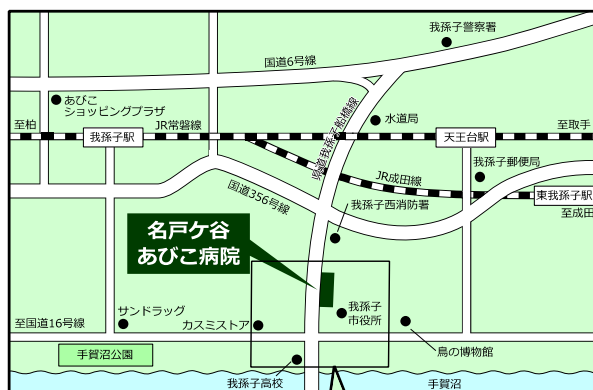 我孫子警察署
国道6号線
あびこ
ショッピングプラザ
県道我孫子船橋線
水道局
至柏
我孫子駅
JR常磐線
天王台駅
至取手
我孫子郵便局
JR成田線
国道356号線
東我孫子駅
至成田
我孫子西消防署
名戸ケ谷
あびこ病院
サンドラッグ
至国道16号線
カスミストア
我孫子
市役所
手賀沼公園
鳥の博物館
我孫子高校
手賀沼